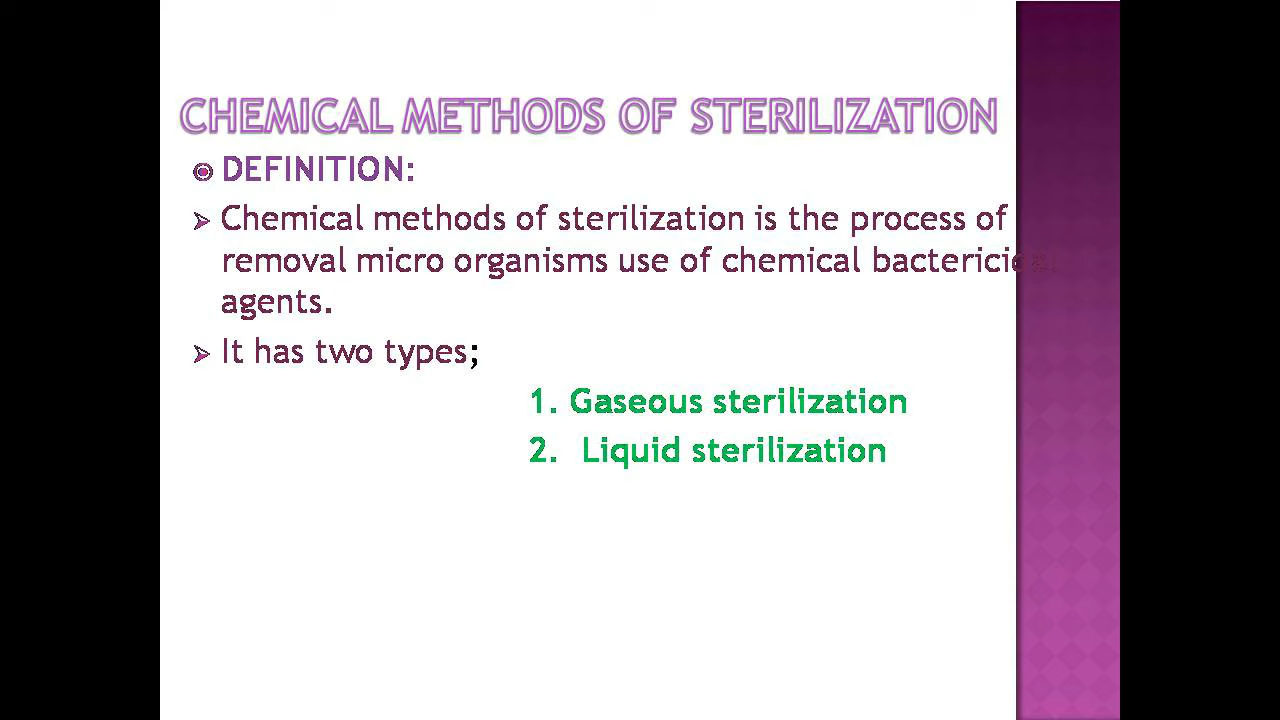 CHEMICAL METHODS OF STERILIZATION
DEFINITION:
Chemical methods of sterilization is the process of
removal micro organisms use of chemical bactericidal
agents.
It has two types;
1. Gaseous sterilization
2. Liquid sterilization